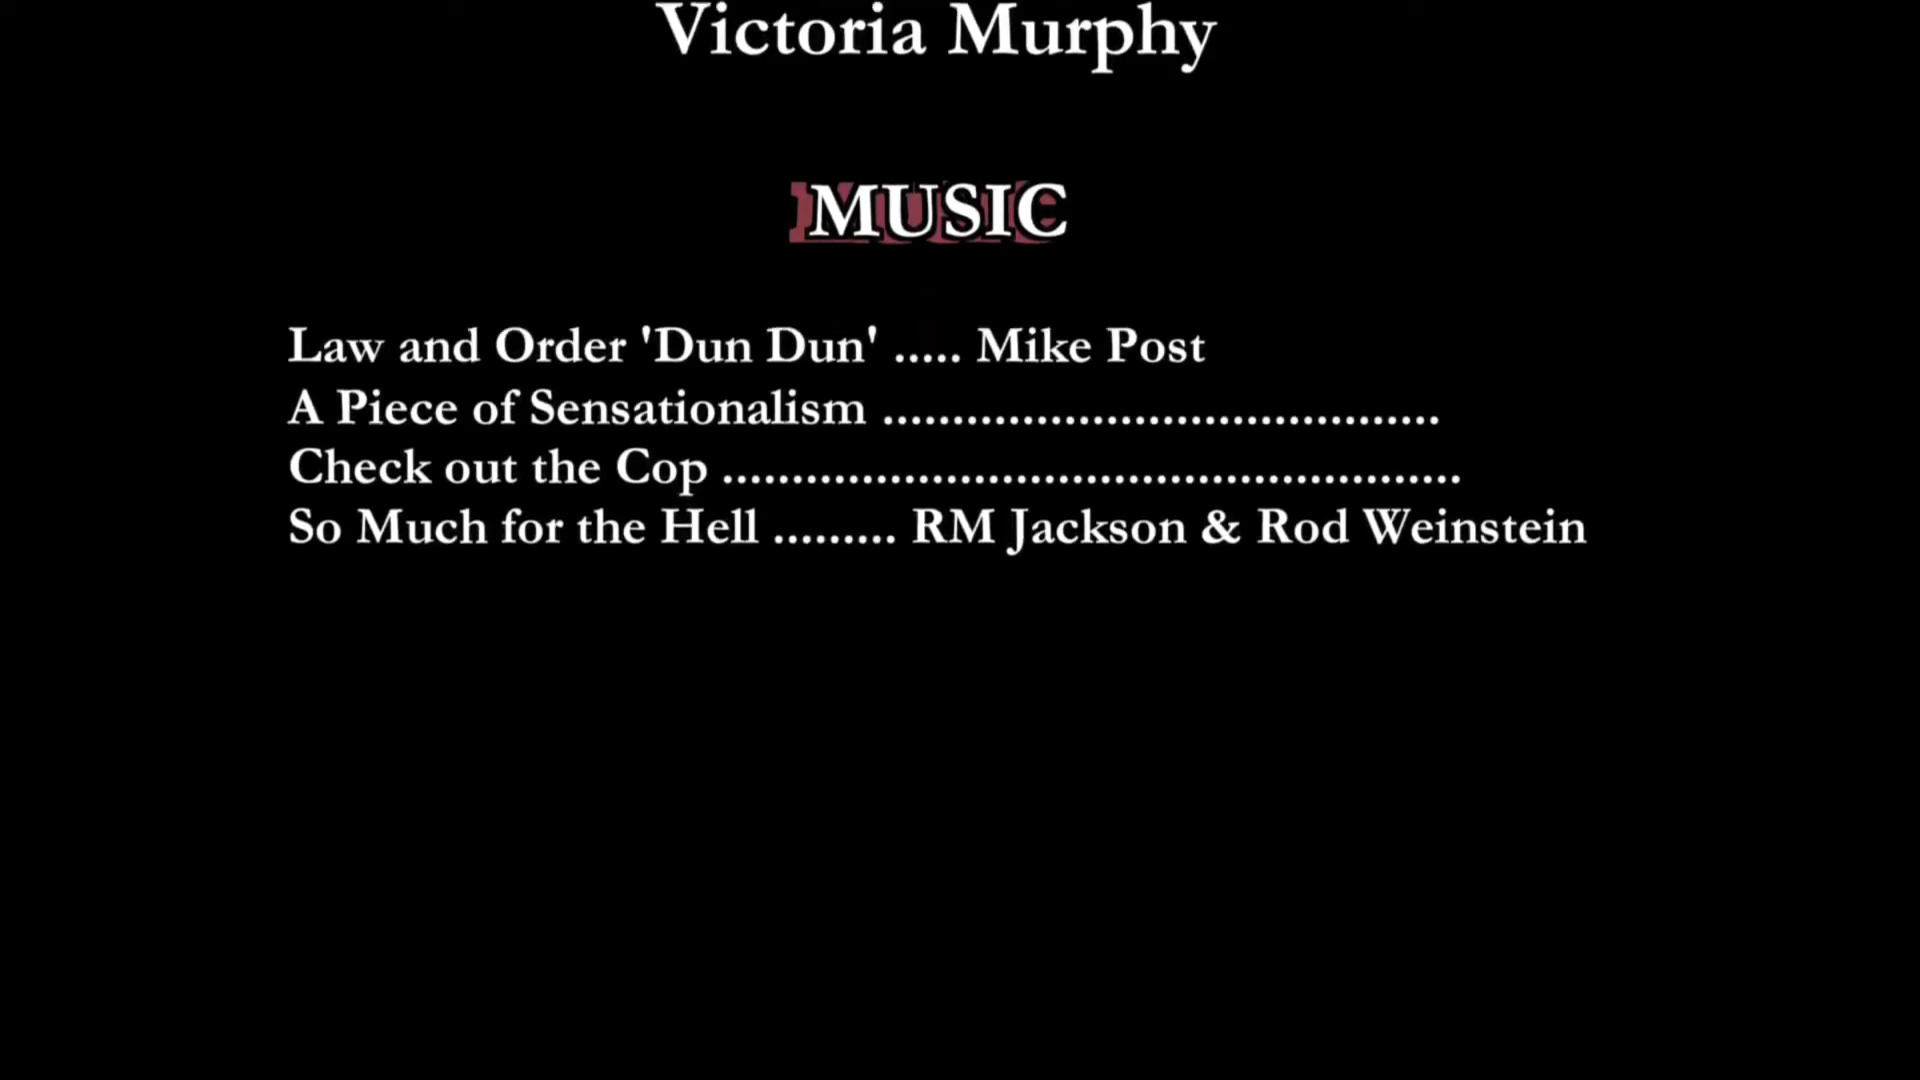 Victoria Murphy
MUSIC
Law and Order 'Dun Dun' ..... Mike Post
A Piece of Sensationalism ........................................
Check out the Cop .....................................................
So Much for the Hell ......... RM Jackson & Rod Weinstein